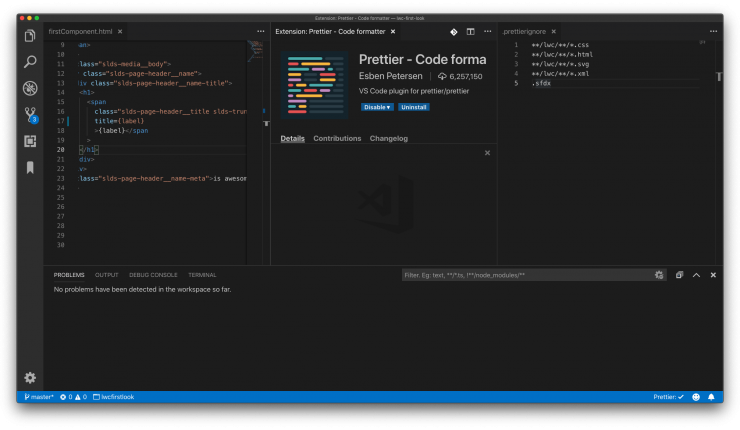 Extension: Prettier - Code formatter — lwc-first-look
firstComponent.html ×
9 an>
10
11 lass="slds-media__body">
12 class="slds-page-header__name">
13 iv class="slds-page-header__name-title">
14 <h1>
15 <span
16 class="slds-page-header__title slds-trun
17 title={label}
18 >{label}</span
19 >
20 </h1>
21 div>
22 v>
23 lass="slds-page-header__name-meta">is awesom
24
25
26
27
28
29
30
Extension: Prettier - Code formatter ×
Prettier - Code forma
Esben Petersen 6,257,150
VS Code plugin for prettier/prettier
Disable ▾ Uninstall
Details Contributions Changelog
.prettierignore ×
1 **/lwc/**/*.css
2 **/lwc/**/*.html
3 **/lwc/**/*.svg
4 **/lwc/**/*.xml
5 .sfdx
PROBLEMS OUTPUT DEBUG CONSOLE TERMINAL
Filter. Eg: text, **/*.ts, !**/node_modules/**
No problems have been detected in the workspace so far.
3
master* 0 0 lwcfirstlook
Prettier: ✓